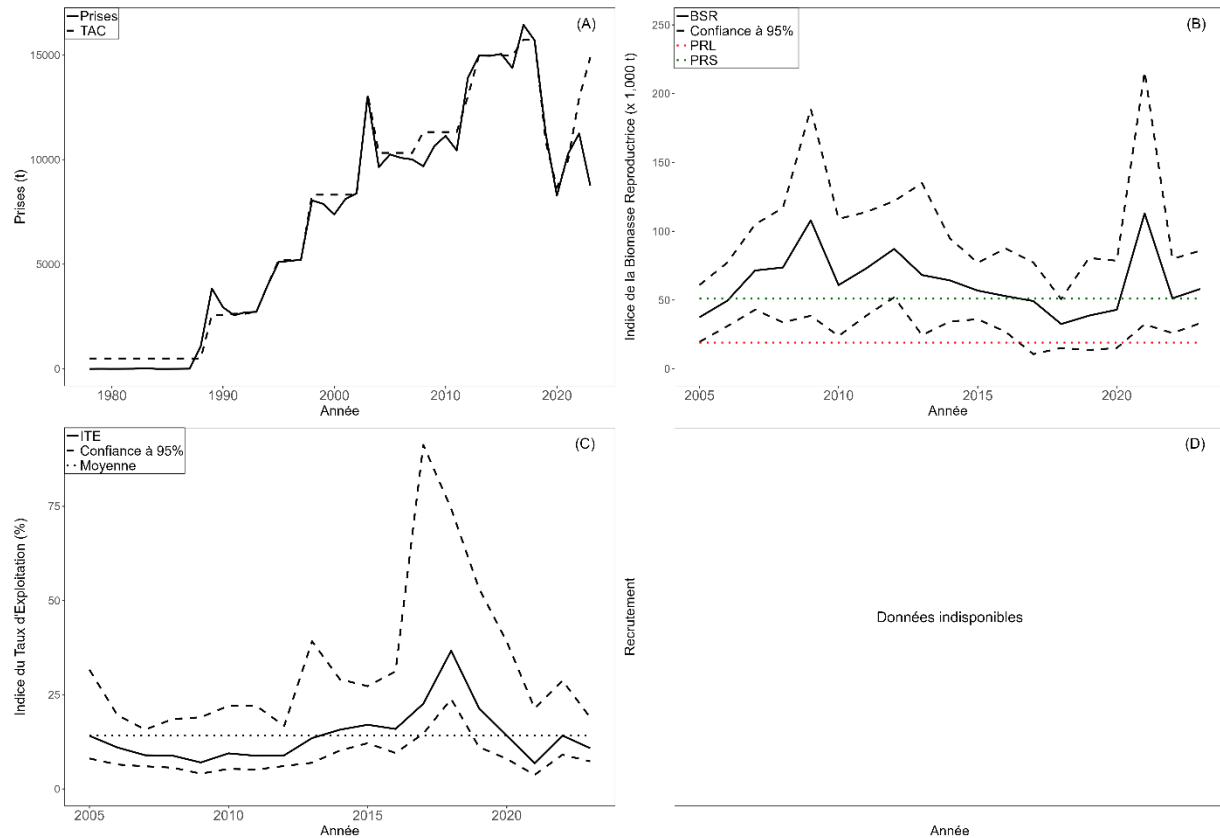 Prises
TAC
(A)
Prises (t)
15000
10000
5000
0
1980
1990
2000
2010
2020
Année
BSR
Confiance à 95%
PRL
PRS
(B)
Indice de la Biomasse Reproductrice (x 1,000 t)
250
200
150
100
50
0
2005
2010
2015
2020
Année
ITE
Confiance à 95%
Moyenne
(C)
Indice du Taux d'Exploitation (%)
75
50
25
0
2005
2010
2015
2020
Année
(D)
Recrutement
Données indisponibles
Année